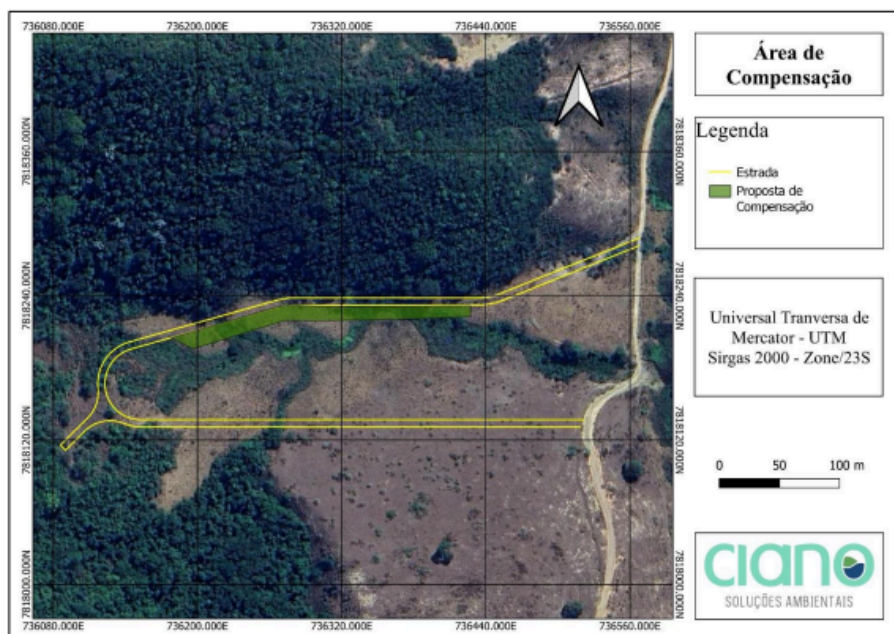 736080.000E 736200.000E 736320.000E 736440.000E 736560.000E
7818360.000N
7818240.000N
7818120.000N
7818000.000N
7818360.000N
7818240.000N
7818120.000N
7818000.000N
736080.000E 736200.000E 736320.000E 736440.000E 736560.000E
Área de
Compensação
Legenda
Estrada
Proposta de
Compensação
Universal Tranversa de
Mercator - UTM
Sirgas 2000 - Zone/23S
0 50 100 m
ciano
SOLUÇÕES AMBIENTAIS